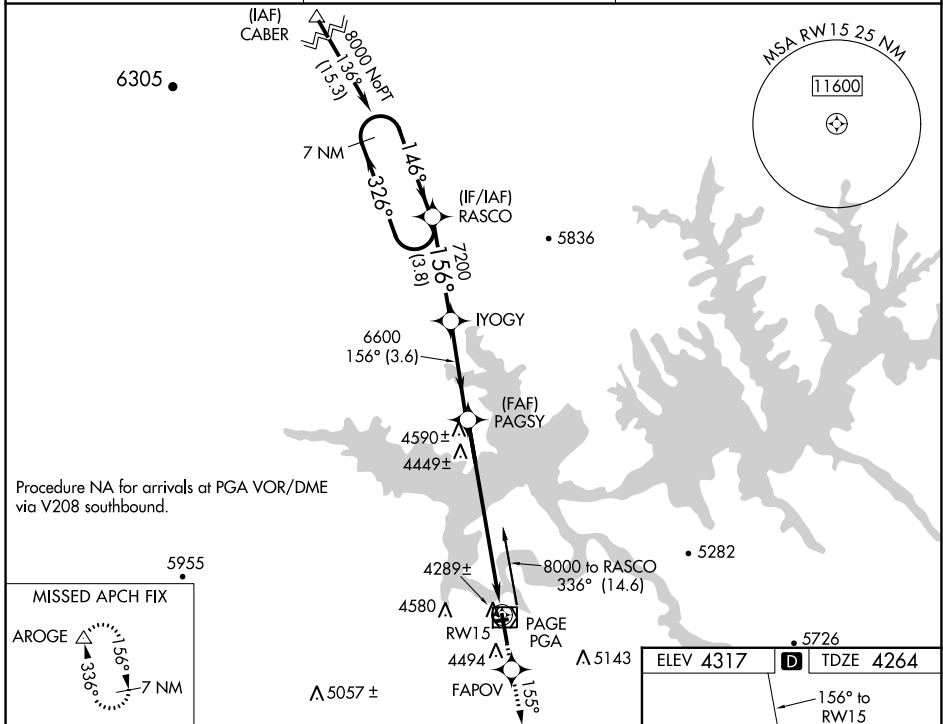 (IAF)
CABER
8000 NoPT
136°
(15.3)
6305
MSA RW15 25 NM
11600
7 NM
146°
326°
(IF/IAF)
RASCO
5836
7200
156°
(3.8)
IYOGY
6600
156° (3.6)
(FAF)
PAGSY
4590±
4449±
Procedure NA for arrivals at PGA VOR/DME
via V208 southbound.
5282
5955
4289±
8000 to RASCO
336° (14.6)
MISSED APCH FIX
4580
RW15
PAGE
PGA
AROGE
156°
336°
7 NM
4494
5143
5726
FAPOV
155°
5057 ±
ELEV 4317
D
TDZE 4264
156° to
RW15